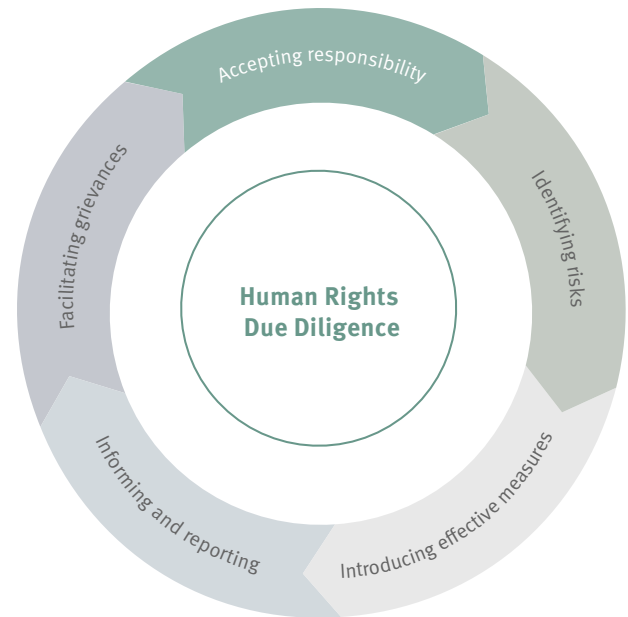 Accepting responsibility
Identifying risks
Introducing effective measures
Informing and reporting
Facilitating grievances
Human Rights
Due Diligence